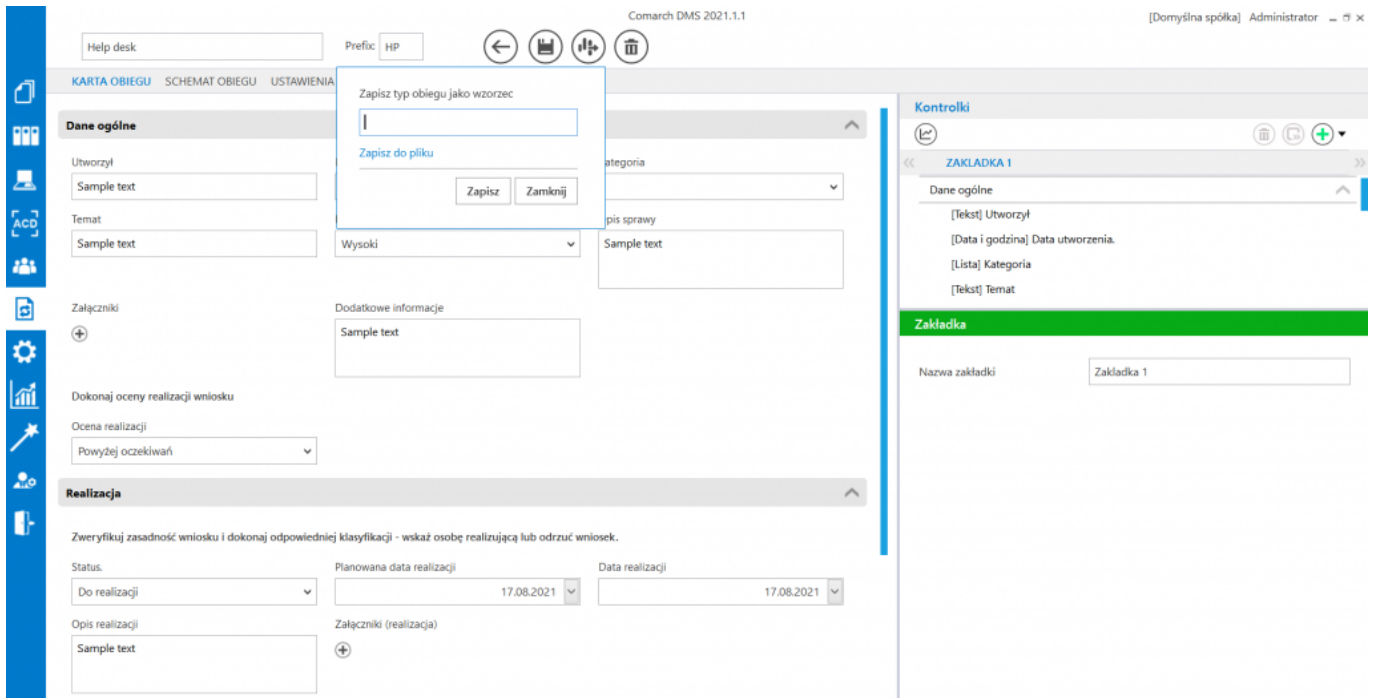 Comarch DMS 2021.1.1
[Domyślna spółka] Administrator
Help desk
Prefix: HP
KARTA OBIEGU SCHEMAT OBIEGU USTAWIENIA
Zapisz typ obiegu jako wzorzec
Zapisz do pliku
Zapisz Zamknij
Dane ogólne
Utworzył
ategoria
Sample text
Temat
pis sprawy
Sample text
Wysoki
Sample text
Załączniki
Dodatkowe informacje
Sample text
Dokonaj oceny realizacji wniosku
Ocena realizacji
Powyżej oczekiwań
Realizacja
Zweryfikuj zasadność wniosku i dokonaj odpowiedniej klasyfikacji - wskaż osobę realizującą lub odrzuć wniosek.
Status.
Planowana data realizacji
Data realizacji
Do realizacji
17.08.2021
17.08.2021
Opis realizacji
Załączniki (realizacja)
Sample text
ACD
Kontrolki
ZAKLADKA 1
Dane ogólne
[Tekst] Utworzył
[Data i godzina] Data utworzenia.
[Lista] Kategoria
[Tekst] Temat
Zakładka
Nazwa zakładki
Zakladka 1